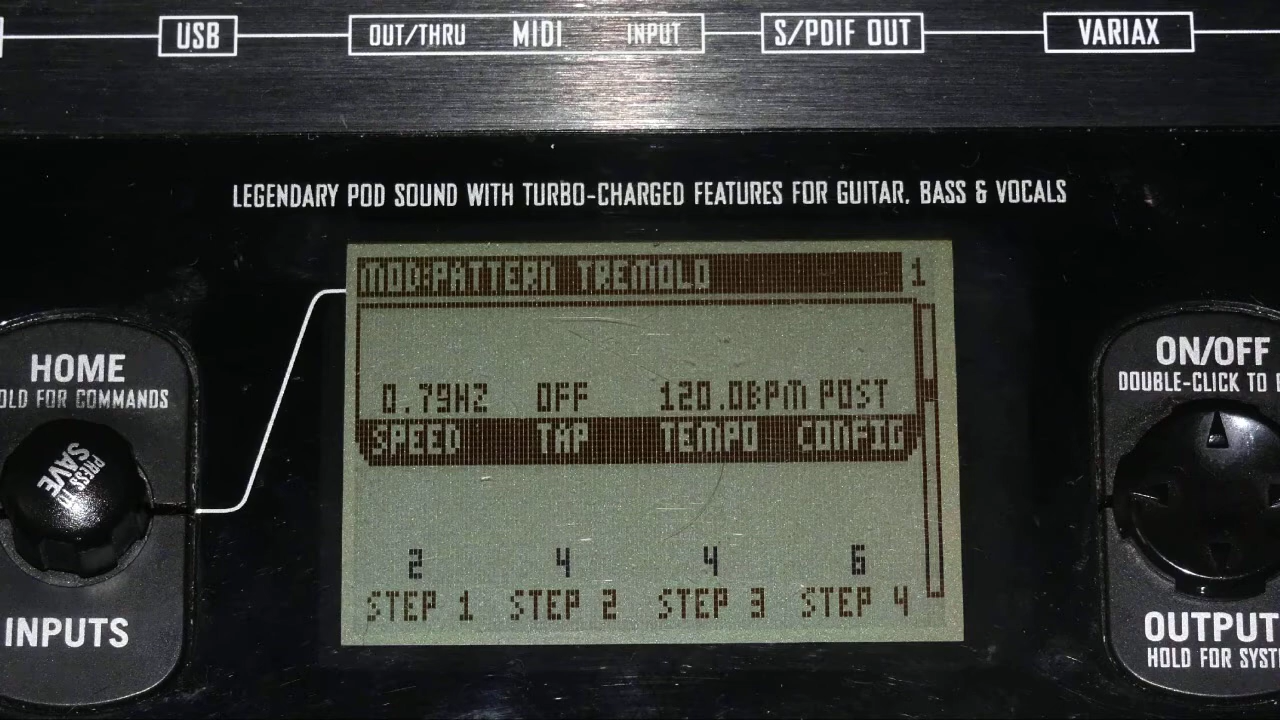 USB OUT/THRU MIDI INPUT S/PDIF OUT VARIAX
LEGENDARY POD SOUND WITH TURBO-CHARGED FEATURES FOR GUITAR, BASS & VOCALS
MOD:PATTERN TREMOLO 1
0.79HZ OFF 120.0BPM POST
SPEED TAP TEMPO CONFIG
2 4 4 6
STEP 1 STEP 2 STEP 3 STEP 4
HOME
FOR COMMANDS
PRESS TO
SAVE
INPUTS
ON/OFF
DOUBLE-CLICK TO
OUTPUT
HOLD FOR